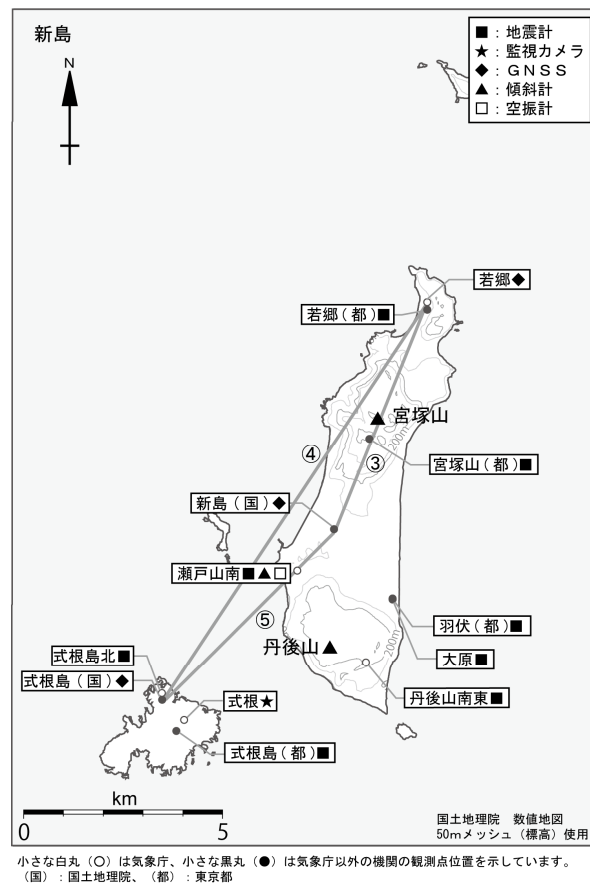 新島
N
■：地震計
★：監視カメラ
◆：ＧＮＳＳ
▲：傾斜計
□：空振計
若郷◆
若郷（都）■
宮塚山
200m
④
③
宮塚山（都）■
新島（国）◆
瀬戸山南■▲□
⑤
羽伏（都）■
丹後山
200m
大原■
式根島北■
式根島（国）◆
式根★
丹後山南東■
式根島（都）■
km
0 5
国土地理院　数値地図
50mメッシュ（標高）使用
小さな白丸（○）は気象庁、小さな黒丸（●）は気象庁以外の機関の観測点位置を示しています。
（国）：国土地理院、（都）：東京都